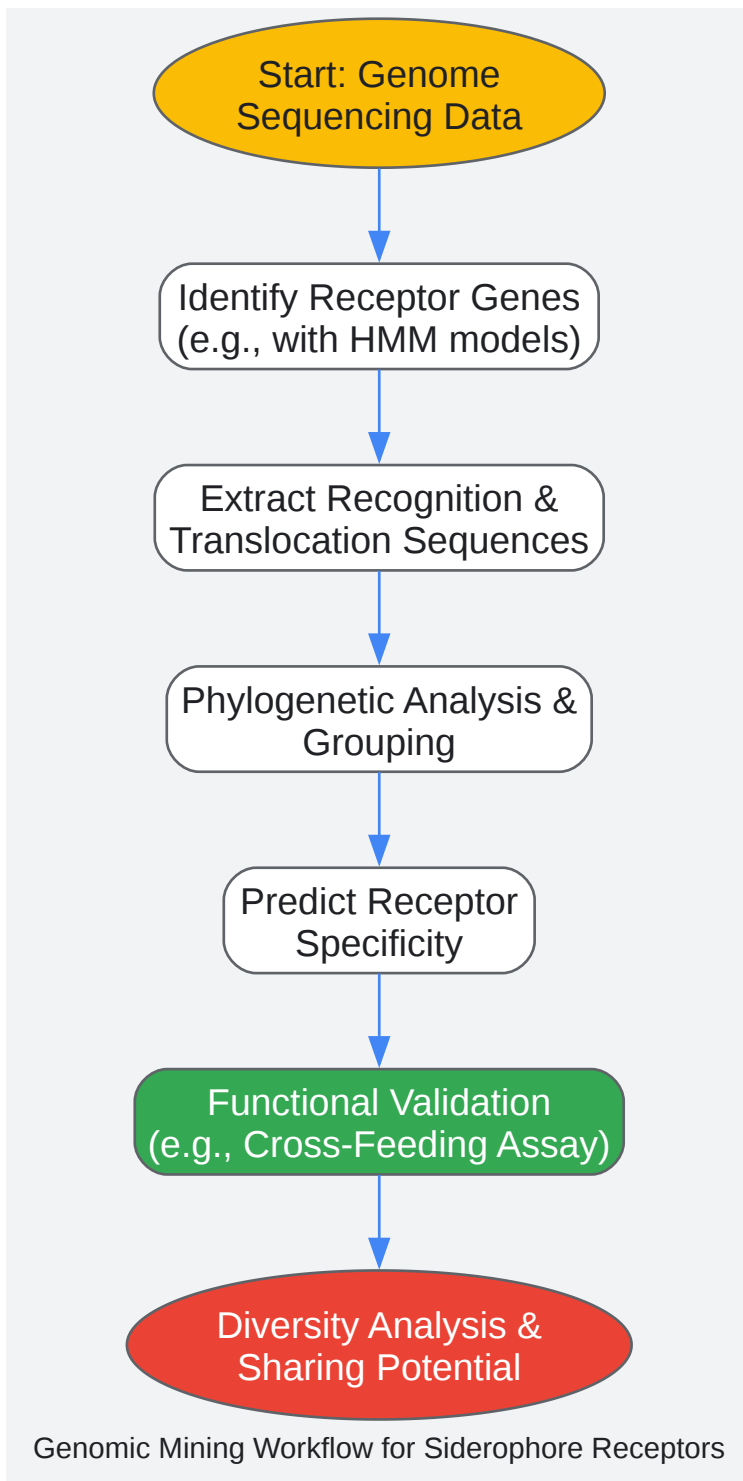 Start: Genome
Sequencing Data
Identify Receptor Genes
(e.g., with HMM models)
Extract Recognition &
Translocation Sequences
Phylogenetic Analysis &
Grouping
Predict Receptor
Specificity
Functional Validation
(e.g., Cross-Feeding Assay)
Diversity Analysis &
Sharing Potential
Genomic Mining Workflow for Siderophore Receptors